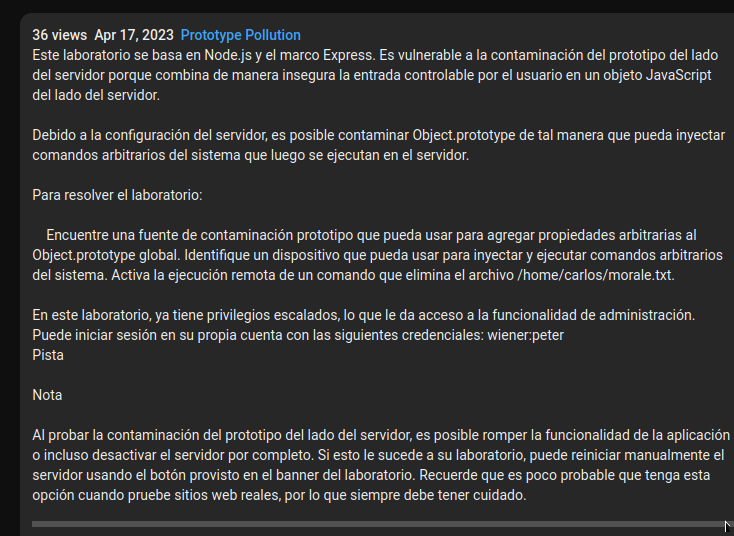 36 views Apr 17, 2023 Prototype Pollution
Este laboratorio se basa en Node.js y el marco Express. Es vulnerable a la contaminación del prototipo del lado
del servidor porque combina de manera insegura la entrada controlable por el usuario en un objeto JavaScript
del lado del servidor.
Debido a la configuración del servidor, es posible contaminar Object.prototype de tal manera que pueda inyectar
comandos arbitrarios del sistema que luego se ejecutan en el servidor.
Para resolver el laboratorio:
Encuentre una fuente de contaminación prototipo que pueda usar para agregar propiedades arbitrarias al
Object.prototype global. Identifique un dispositivo que pueda usar para inyectar y ejecutar comandos arbitrarios
del sistema. Activa la ejecución remota de un comando que elimina el archivo /home/carlos/morale.txt.
En este laboratorio, ya tiene privilegios escalados, lo que le da acceso a la funcionalidad de administración.
Puede iniciar sesión en su propia cuenta con las siguientes credenciales: wiener:peter
Pista
Nota
Al probar la contaminación del prototipo del lado del servidor, es posible romper la funcionalidad de la aplicación
o incluso desactivar el servidor por completo. Si esto le sucede a su laboratorio, puede reiniciar manualmente el
servidor usando el botón provisto en el banner del laboratorio. Recuerde que es poco probable que tenga esta
opción cuando pruebe sitios web reales, por lo que siempre debe tener cuidado.